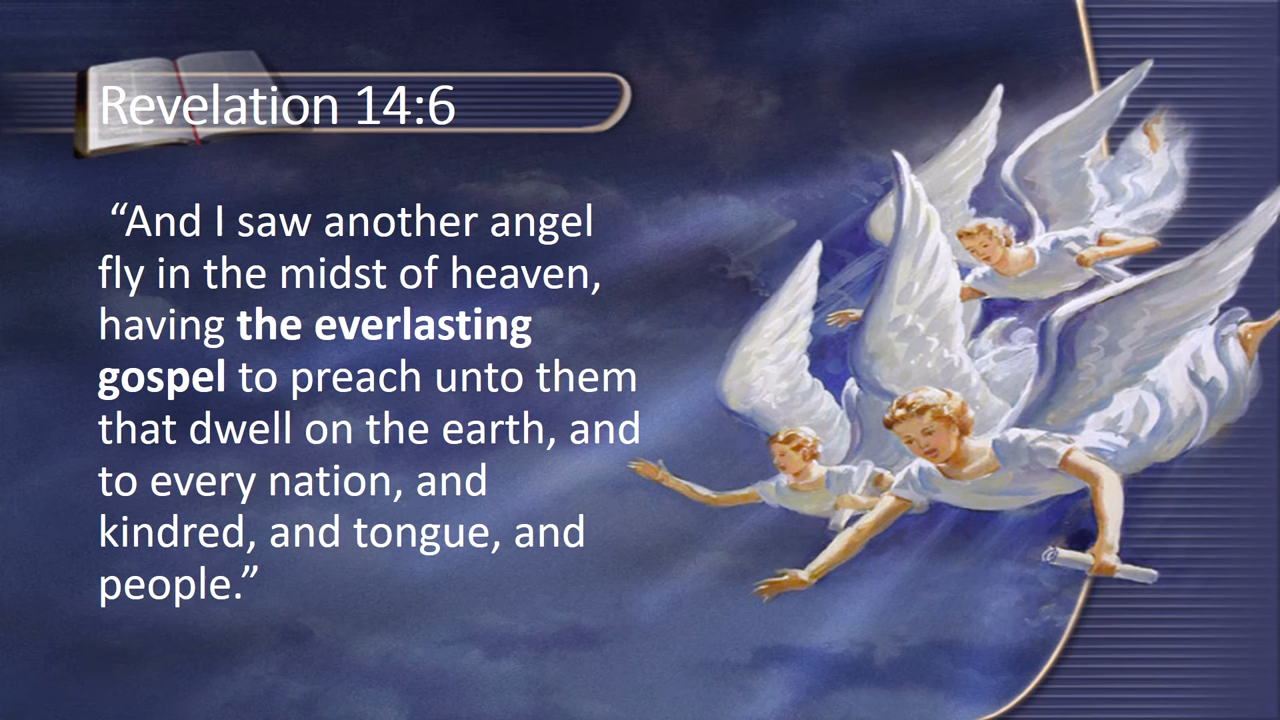 Revelation 14:6
“And I saw another angel
fly in the midst of heaven,
having the everlasting
gospel to preach unto them
that dwell on the earth, and
to every nation, and
kindred, and tongue, and
people.”